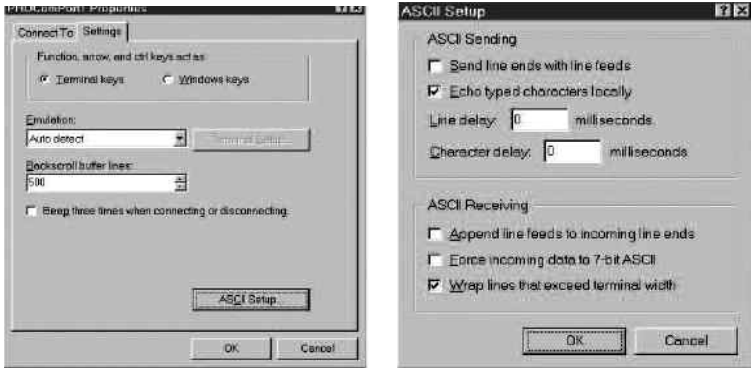 PROComPort1 Properties
Connect To Settings
Function, arrow, and ctrl keys act as
Terminal keys Windows keys
Emulation:
Auto detect Terminal Setup...
Backscroll buffer lines:
500
Beep three times when connecting or disconnecting
ASCII Setup...
OK Cancel
ASCII Setup
ASCII Sending
Send line ends with line feeds
Echo typed characters locally
Line delay: 0 milliseconds.
Character delay: 0 milliseconds
ASCII Receiving
Append line feeds to incoming line ends
Force incoming data to 7-bit ASCII
Wrap lines that exceed terminal width
OK Cancel